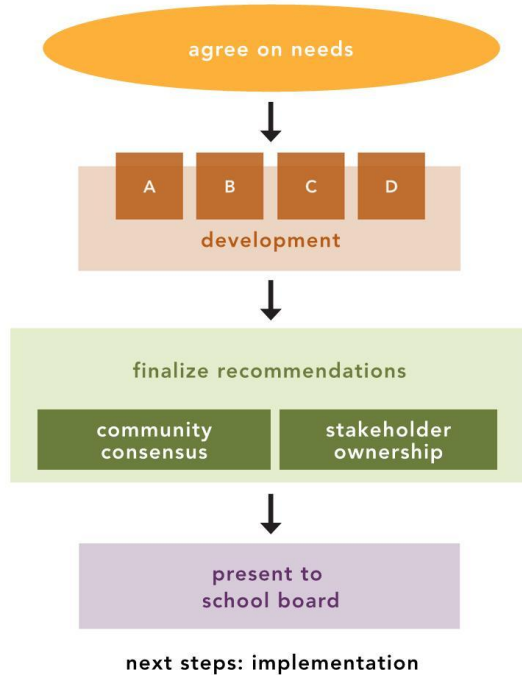 agree on needs
A B C D
development
finalize recommendations
community
consensus
stakeholder
ownership
present to
school board
next steps: implementation